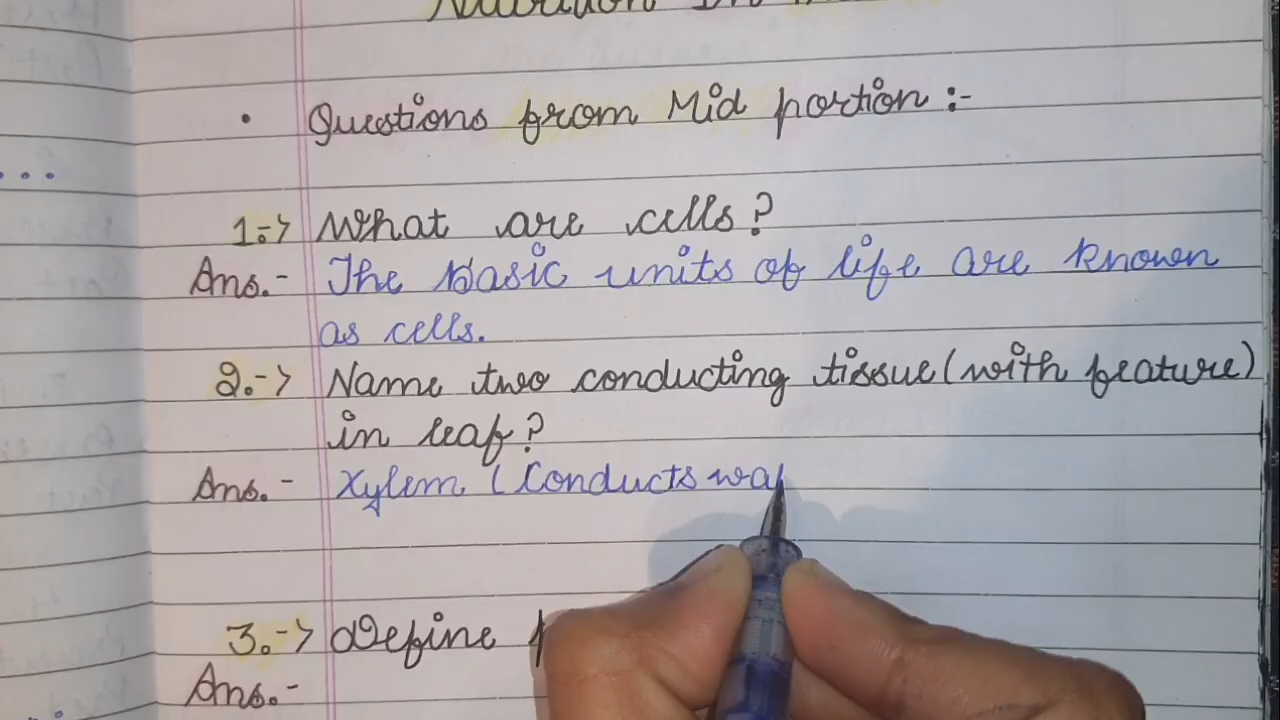 • Questions from Mid portion :-
1.→ What are cells?
Ans.- The basic units of life are known
as cells.
2.→ Name two conducting tissue (with feature)
in leaf?
Ans.- Xylem (Conducts wat
3.→ Define
Ans.-